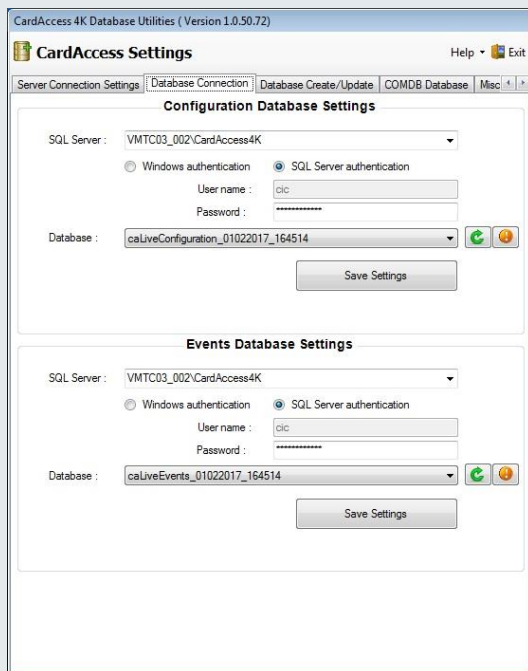 CardAccess 4K Database Utilities ( Version 1.0.50.72)
CardAccess Settings
Help
Exit
Server Connection Settings
Database Connection
Database Create/Update
COMDB Database
Misc
Configuration Database Settings
SQL Server :
VMTC03_002\CardAccess4K
Windows authentication
SQL Server authentication
User name :
cic
Password :
************
Database :
caLiveConfiguration_01022017_164514
Save Settings
Events Database Settings
SQL Server :
VMTC03_002\CardAccess4K
Windows authentication
SQL Server authentication
User name :
cic
Password :
************
Database :
caLiveEvents_01022017_164514
Save Settings